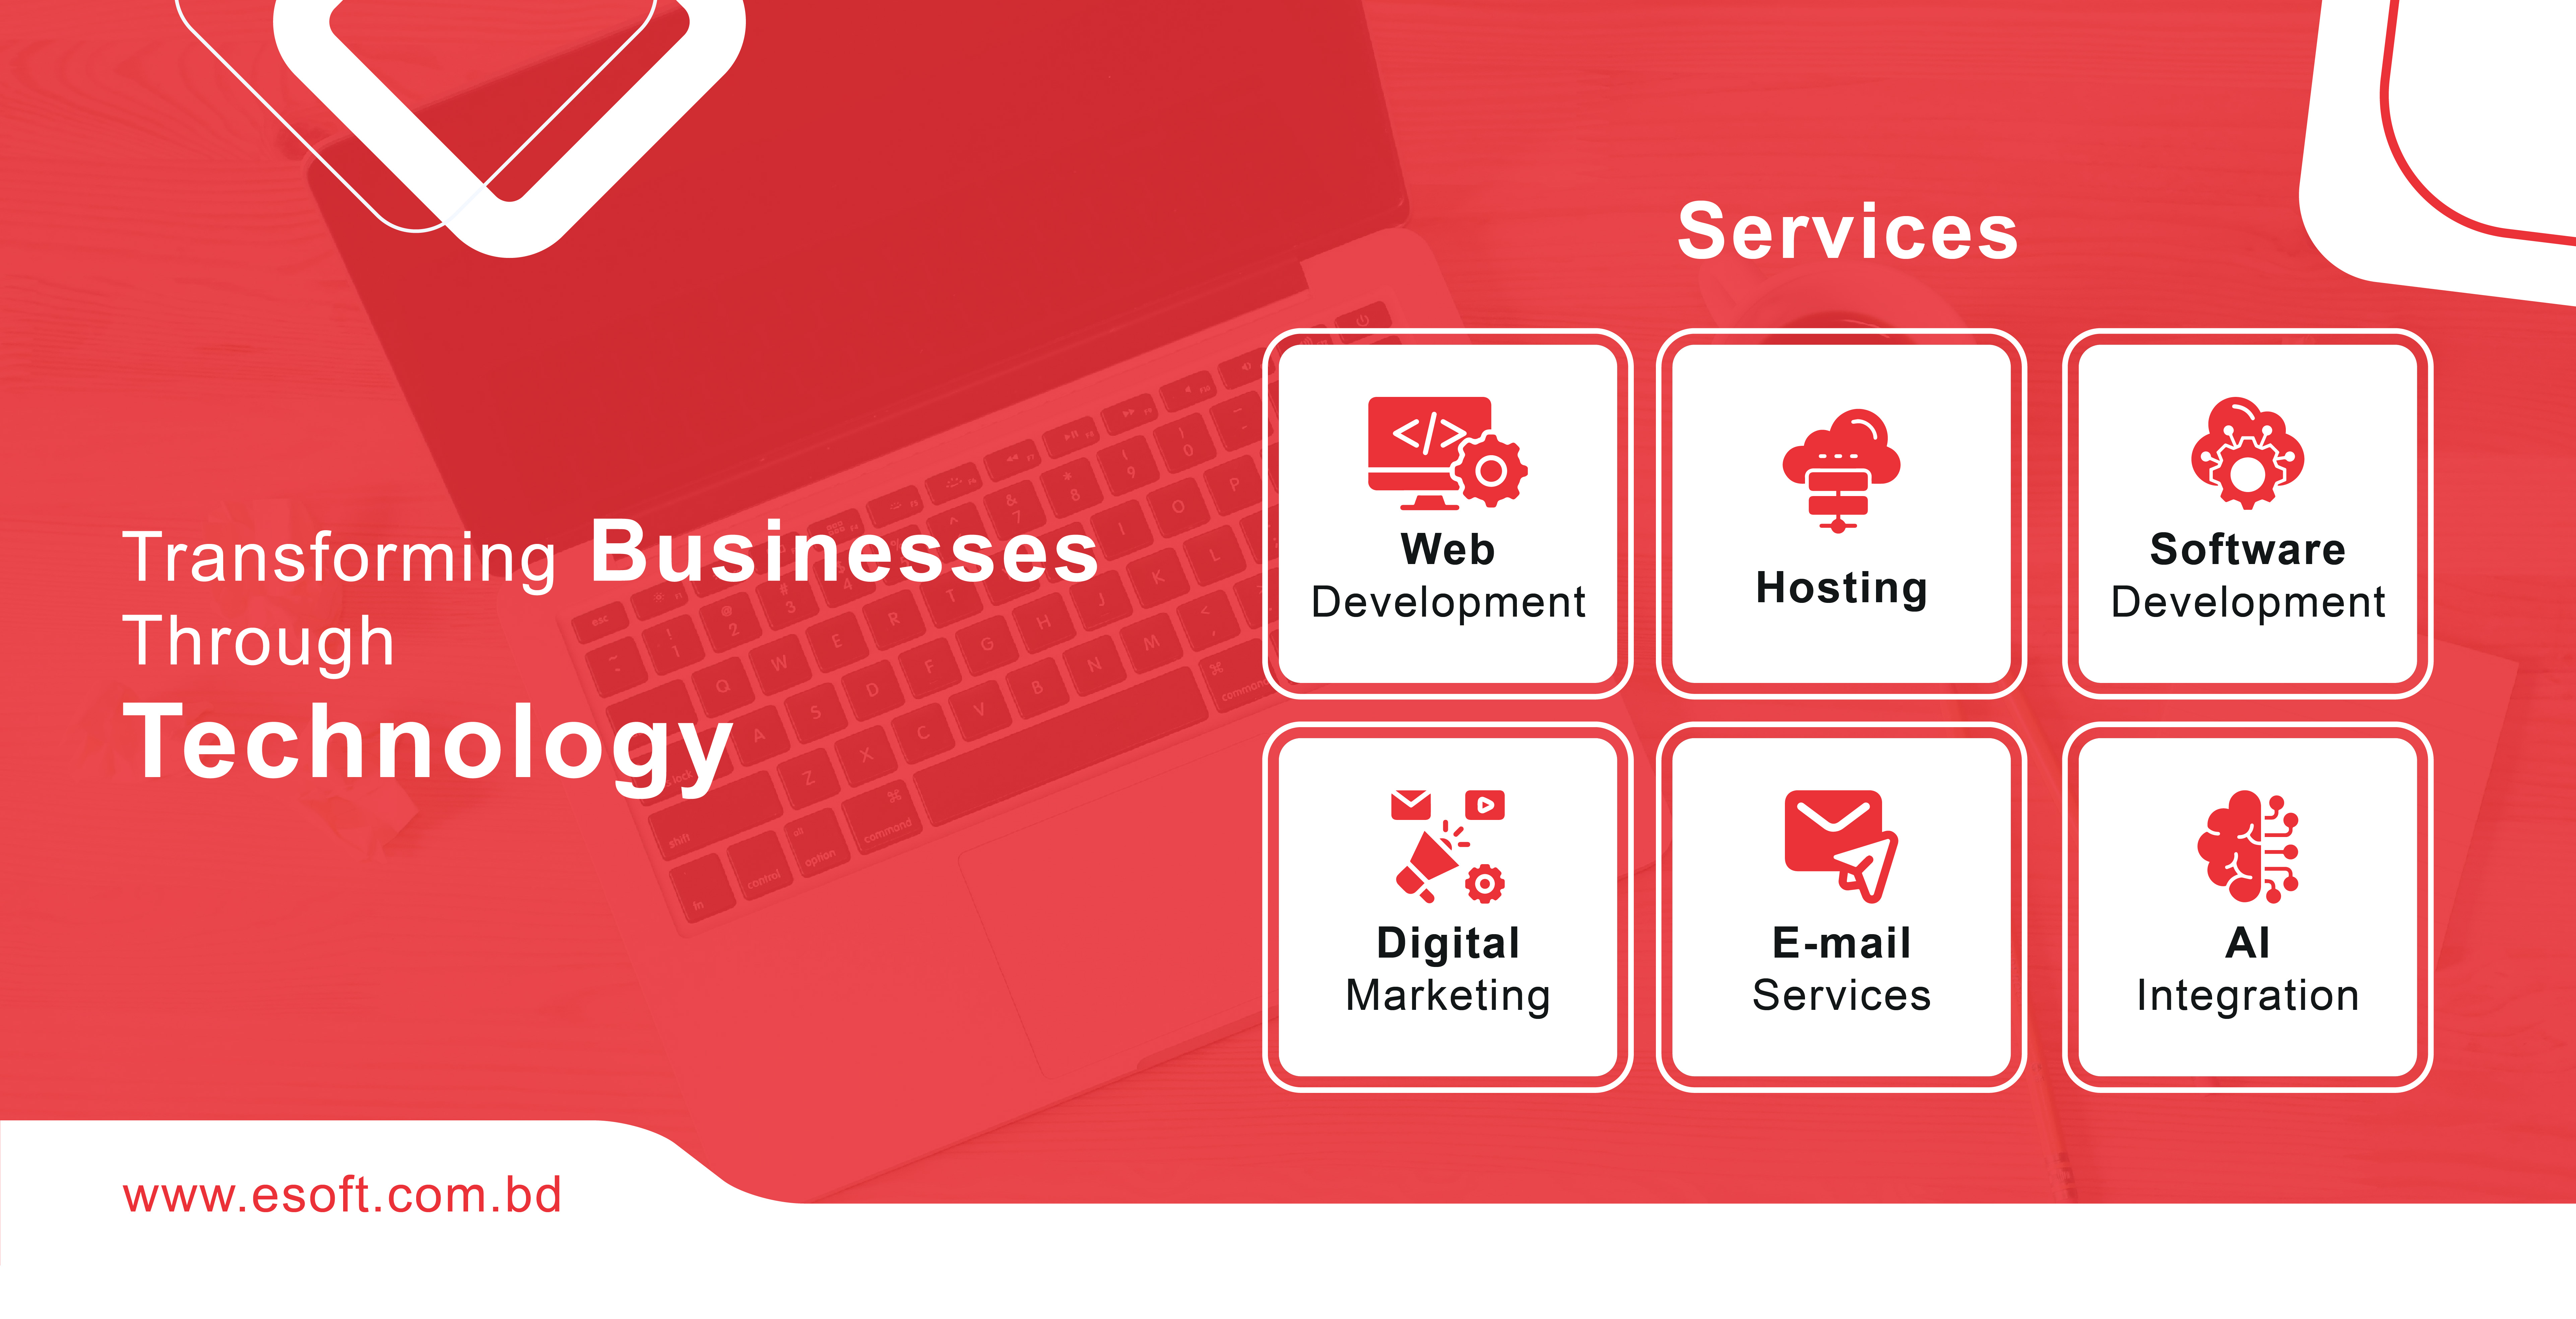 Transforming Businesses
Through
Technology
Services
Web
Development
Hosting
Software
Development
Digital
Marketing
E-mail
Services
AI
Integration
www.esoft.com.bd